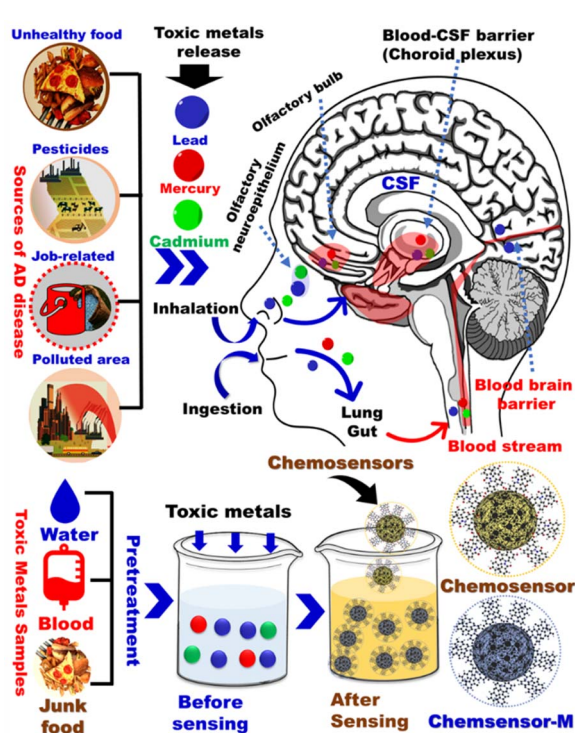 Unhealthy food
Pesticides
Job-related
Polluted area
Sources of AD disease
Toxic metals
release
Lead
Mercury
Cadmium
Blood-CSF barrier
(Choroid plexus)
Olfactory bulb
Olfactory
neuroepithelium
CSF
Inhalation
Ingestion
Lung
Gut
Blood brain
barrier
Blood stream
Toxic Metals Samples
Water
Blood
Junk
food
Pretreatment
Toxic metals
Before
sensing
Chemosensors
After
Sensing
Chemosensor
Chemsensor-M